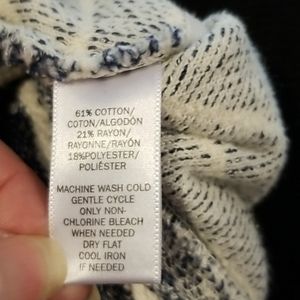 61% COTTON/
COTON/ALGODÓN
21% RAYON/
RAYONNE/RAYÓN
18%POLYESTER/
POLIÉSTER
MACHINE WASH COLD
GENTLE CYCLE
ONLY NON-
CHLORINE BLEACH
WHEN NEEDED
DRY FLAT
COOL IRON
IF NEEDED